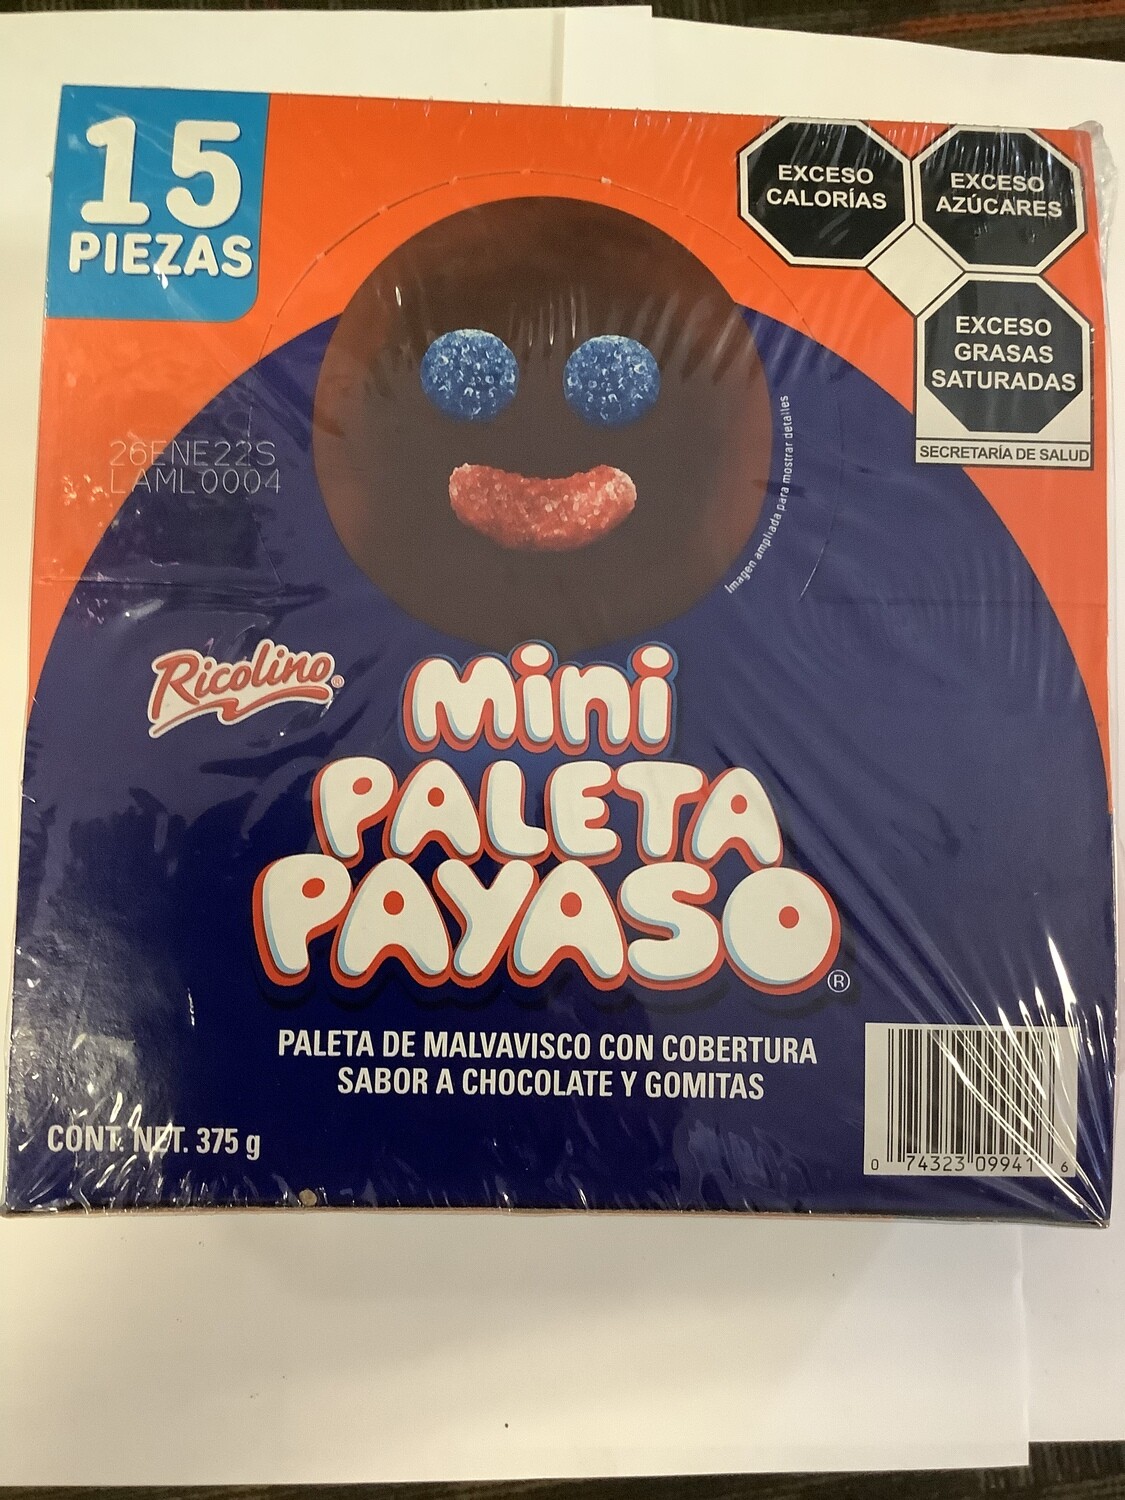 15
PIEZAS
EXCESO
CALORÍAS
EXCESO
AZÚCARES
EXCESO
GRASAS
SATURADAS
SECRETARÍA DE SALUD
Imagen ampliada para mostrar detalles
26ENE22S
LAML0004
Ricolino®
Mini
PALETA
PAYASO®
PALETA DE MALVAVISCO CON COBERTURA
SABOR A CHOCOLATE Y GOMITAS
CONT. NET. 375 g
0 74323 09941 6